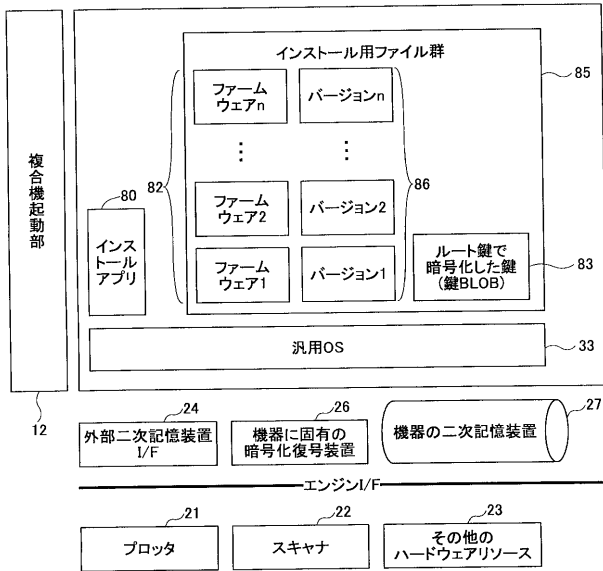 インストール用ファイル群
85
ファーム
ウェアn
バージョンn
複合機起動部
82
86
80
ファーム
ウェア2
バージョン2
インス
トール
アプリ
ルート鍵で
暗号化した鍵
(鍵BLOB)
83
ファーム
ウェア1
バージョン1
汎用OS
33
12
24
26
27
外部二次記憶装置
I/F
機器に固有の
暗号化復号装置
機器の二次記憶装置
エンジンI/F
21
22
23
プロッタ
スキャナ
その他の
ハードウェアリソース